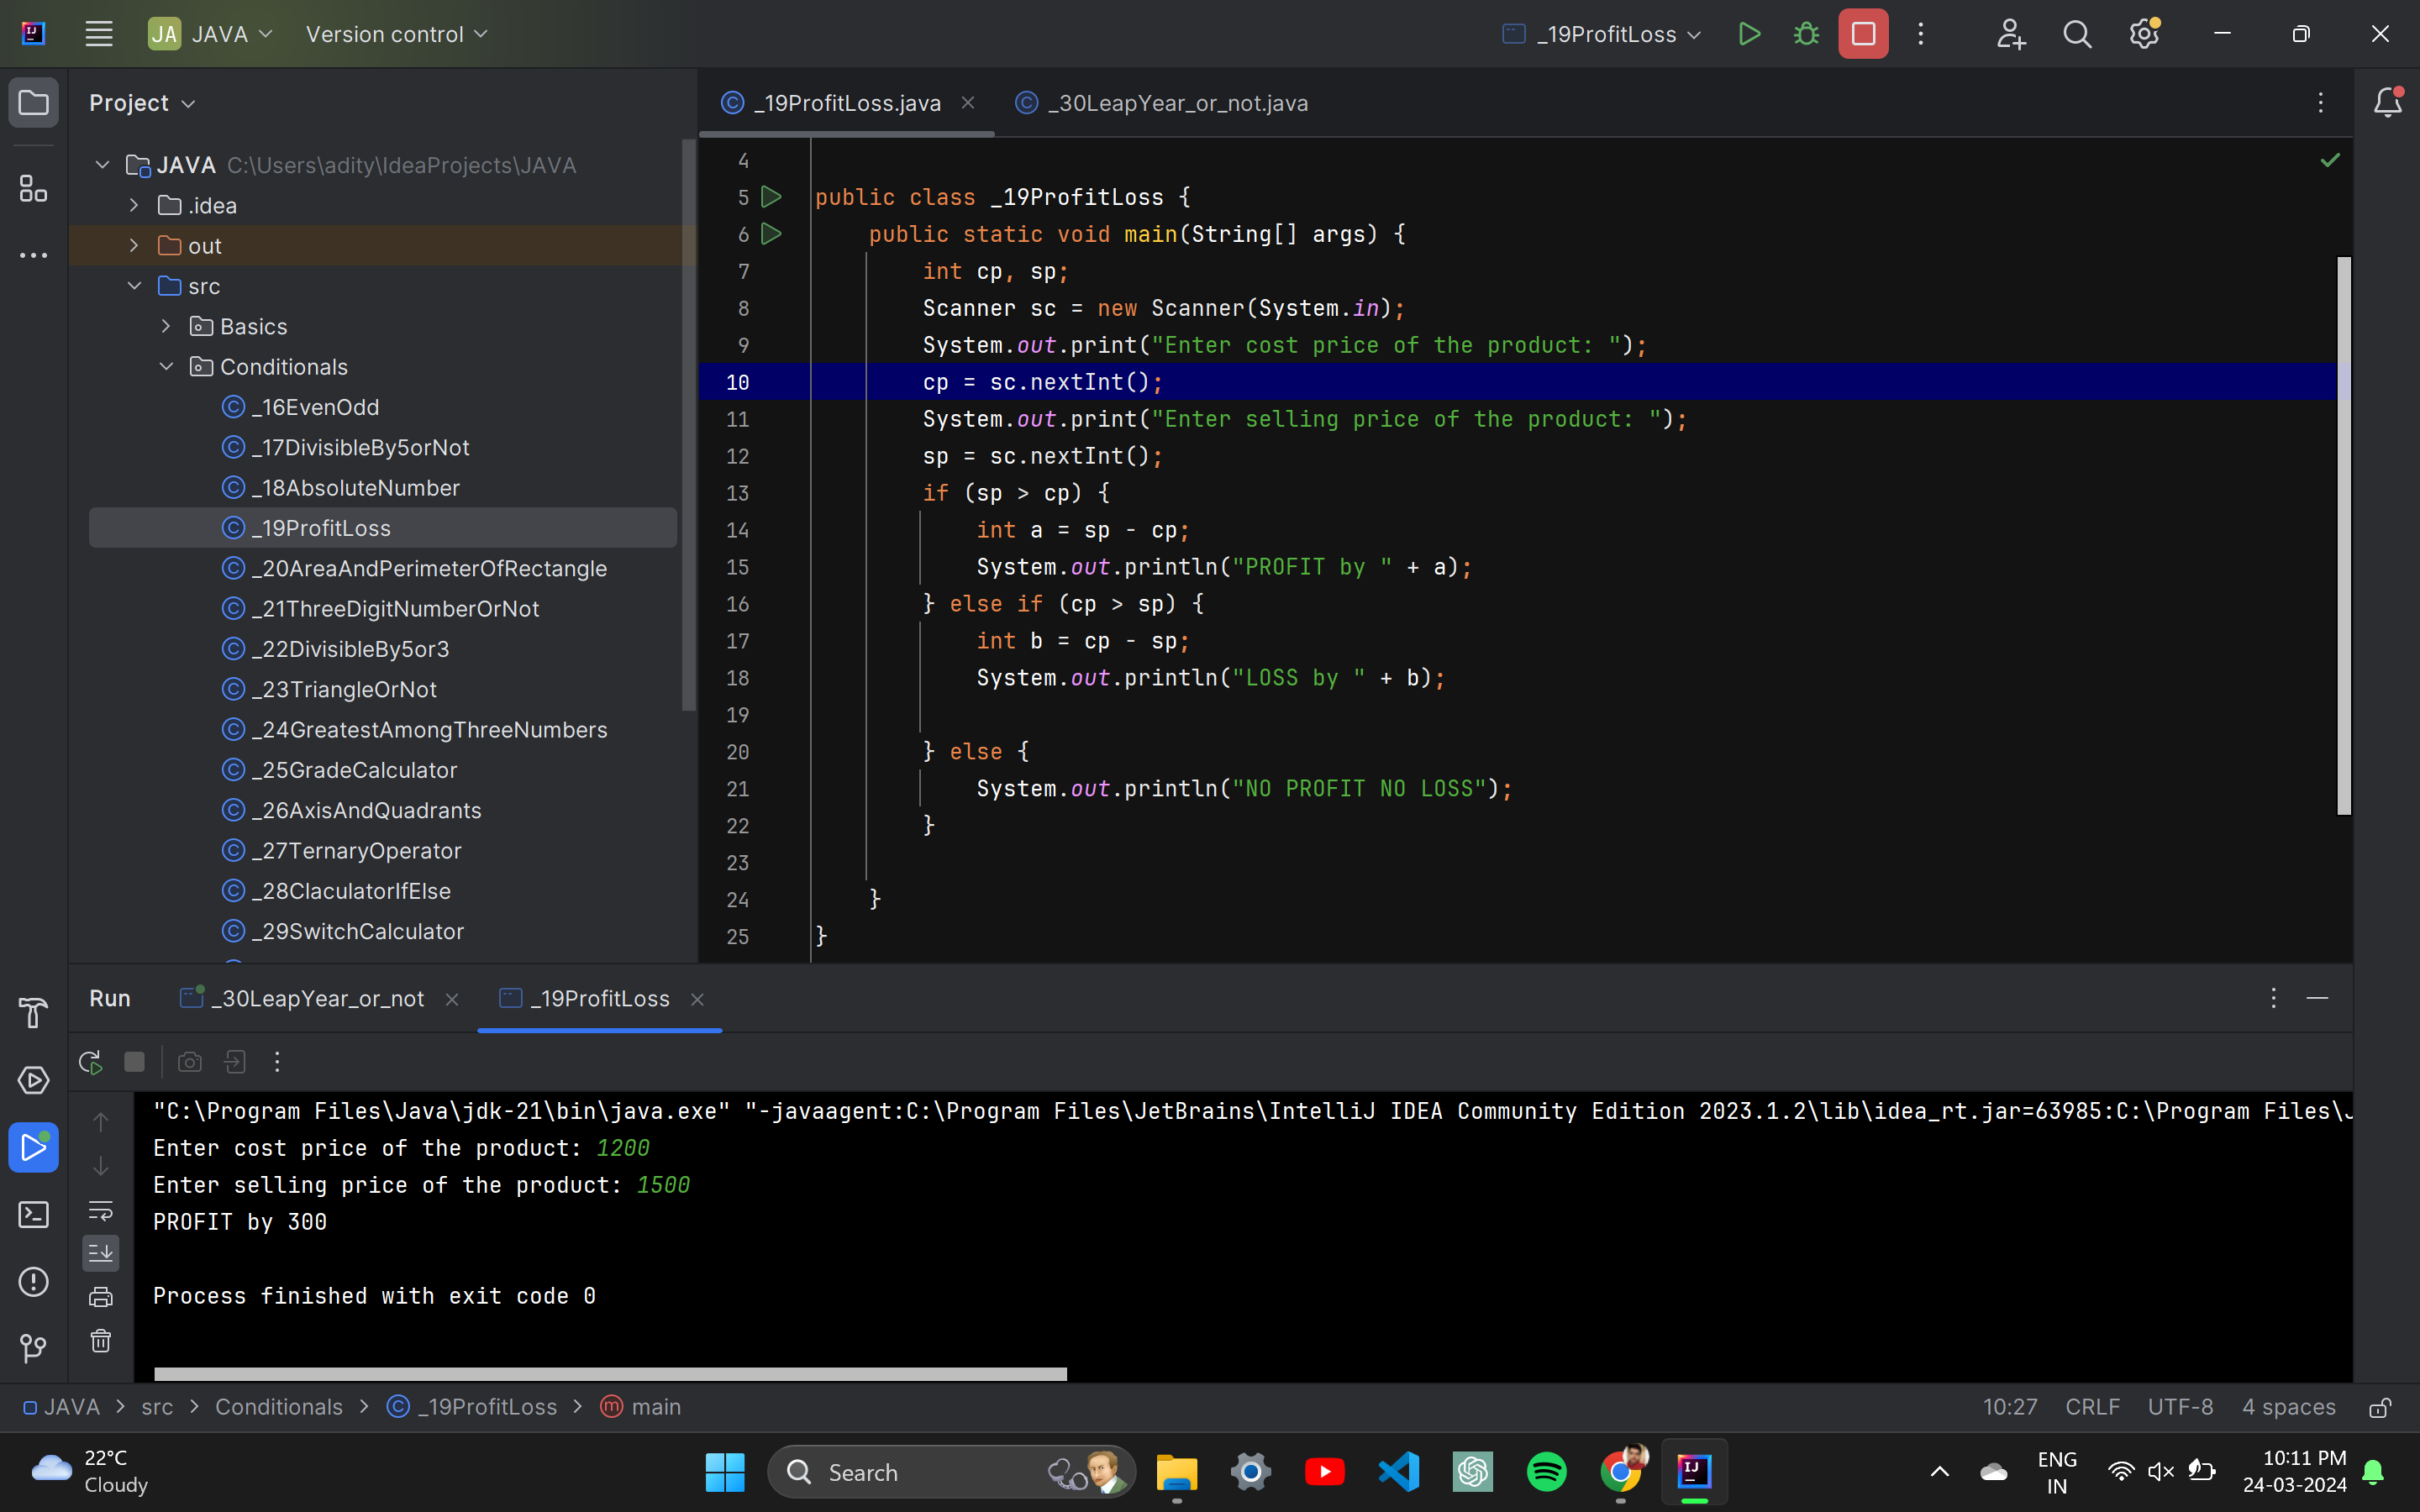 JA JAVA Version control _19ProfitLoss
Project
_19ProfitLoss.java _30LeapYear_or_not.java
JAVA C:\Users\adity\IdeaProjects\JAVA
.idea
out
src
Basics
Conditionals
_16EvenOdd
_17DivisibleBy5orNot
_18AbsoluteNumber
_19ProfitLoss
_20AreaAndPerimeterOfRectangle
_21ThreeDigitNumberOrNot
_22DivisibleBy5or3
_23TriangleOrNot
_24GreatestAmongThreeNumbers
_25GradeCalculator
_26AxisAndQuadrants
_27TernaryOperator
_28ClaculatorIfElse
_29SwitchCalculator
4
5 public class _19ProfitLoss {
6 public static void main(String[] args) {
7 int cp, sp;
8 Scanner sc = new Scanner(System.in);
9 System.out.print("Enter cost price of the product: ");
10 cp = sc.nextInt();
11 System.out.print("Enter selling price of the product: ");
12 sp = sc.nextInt();
13 if (sp > cp) {
14 int a = sp - cp;
15 System.out.println("PROFIT by " + a);
16 } else if (cp > sp) {
17 int b = cp - sp;
18 System.out.println("LOSS by " + b);
19
20 } else {
21 System.out.println("NO PROFIT NO LOSS");
22 }
23
24 }
25 }
Run _30LeapYear_or_not _19ProfitLoss
"C:\Program Files\Java\jdk-21\bin\java.exe" "-javaagent:C:\Program Files\JetBrains\IntelliJ IDEA Community Edition 2023.1.2\lib\idea_rt.jar=63985:C:\Program Files\J
Enter cost price of the product: 1200
Enter selling price of the product: 1500
PROFIT by 300
Process finished with exit code 0
JAVA > src > Conditionals > _19ProfitLoss > main 10:27 CRLF UTF-8 4 spaces
22°C
Cloudy
Search
ENG
IN
10:11 PM
24-03-2024